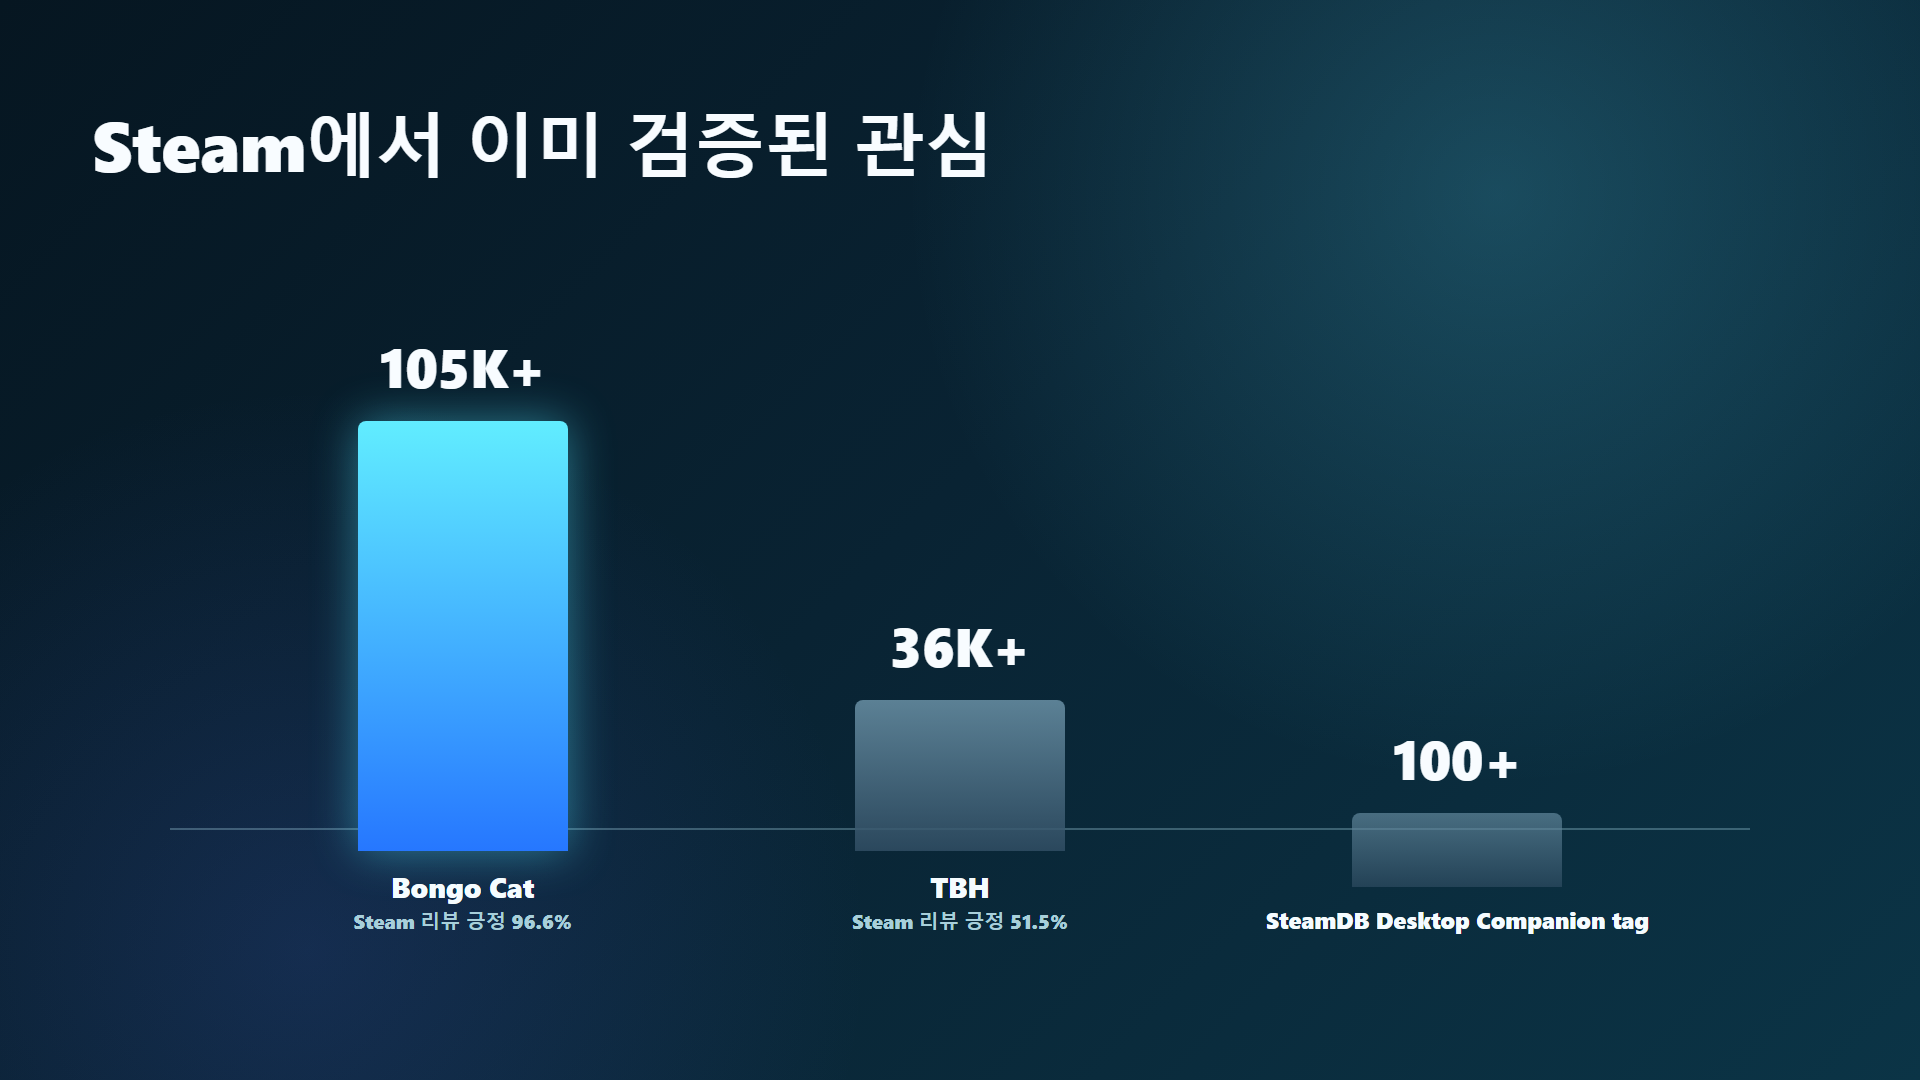 Steam에서 이미 검증된 관심
105K+
Bongo Cat
Steam 리뷰 긍정 96.6%
36K+
TBH
Steam 리뷰 긍정 51.5%
100+
SteamDB Desktop Companion tag